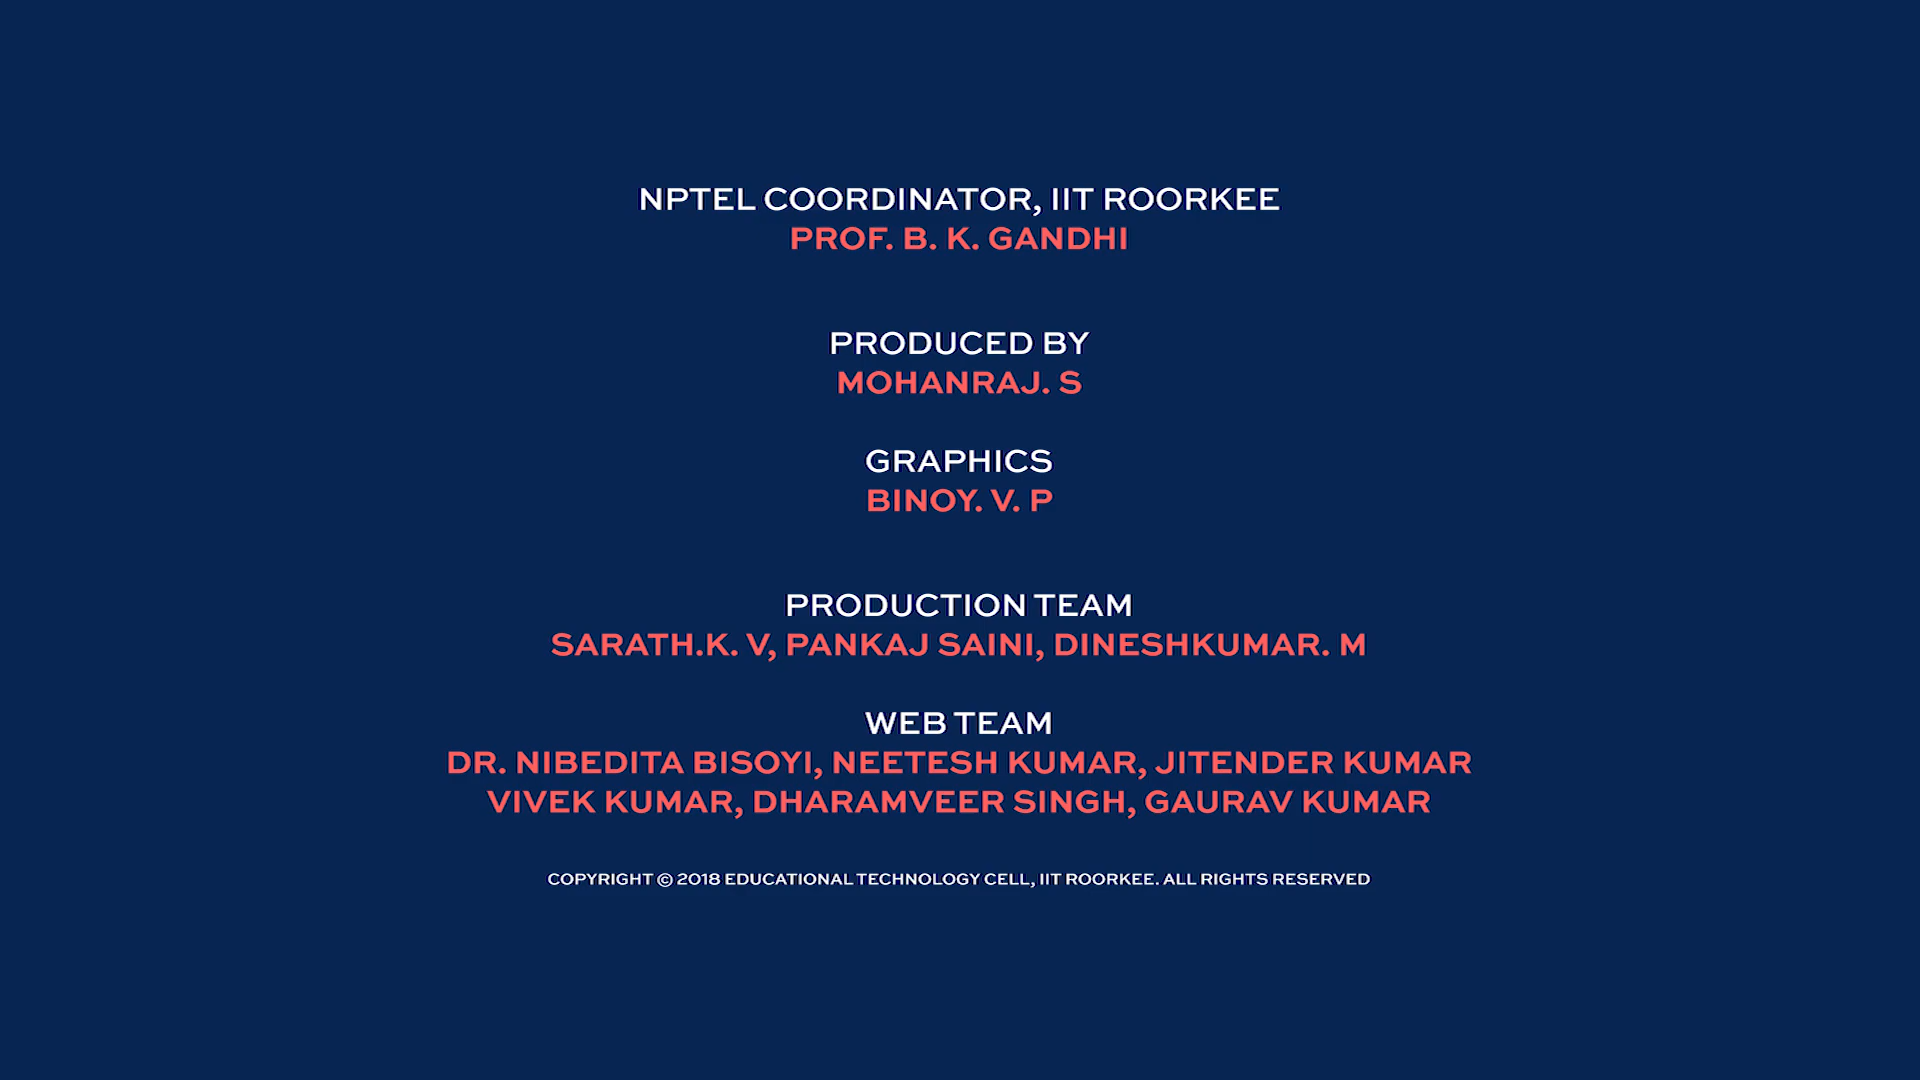 NPTEL COORDINATOR, IIT ROORKEE
PROF. B. K. GANDHI
PRODUCED BY
MOHANRAJ. S
GRAPHICS
BINOY. V. P
PRODUCTION TEAM
SARATH.K. V, PANKAJ SAINI, DINESHKUMAR. M
WEB TEAM
DR. NIBEDITA BISOYI, NEETESH KUMAR, JITENDER KUMAR
VIVEK KUMAR, DHARAMVEER SINGH, GAURAV KUMAR
COPYRIGHT © 2018 EDUCATIONAL TECHNOLOGY CELL, IIT ROORKEE. ALL RIGHTS RESERVED